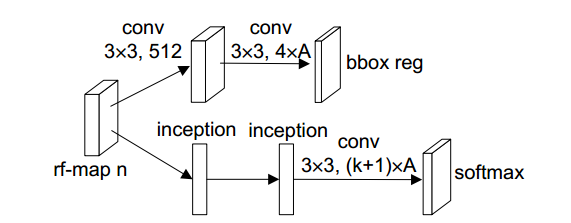 conv
3×3, 512
conv
3×3, 4×A
bbox reg
rf-map n
inception
inception
conv
3×3, (k+1)×A
softmax